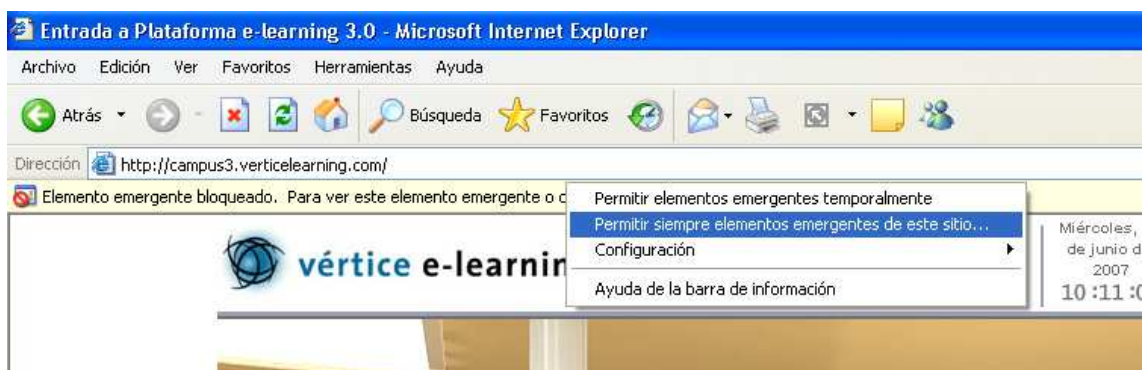 Entrada a Plataforma e-learning 3.0 - Microsoft Internet Explorer
Archivo Edición Ver Favoritos Herramientas Ayuda
Atrás Búsqueda Favoritos
Dirección http://campus3.verticelearning.com/
Elemento emergente bloqueado. Para ver este elemento emergente o
Permitir elementos emergentes temporalmente
Permitir siempre elementos emergentes de este sitio...
Configuración
Ayuda de la barra de información
vértice e-learnin
Miércoles,
de junio d
2007
10:11:0